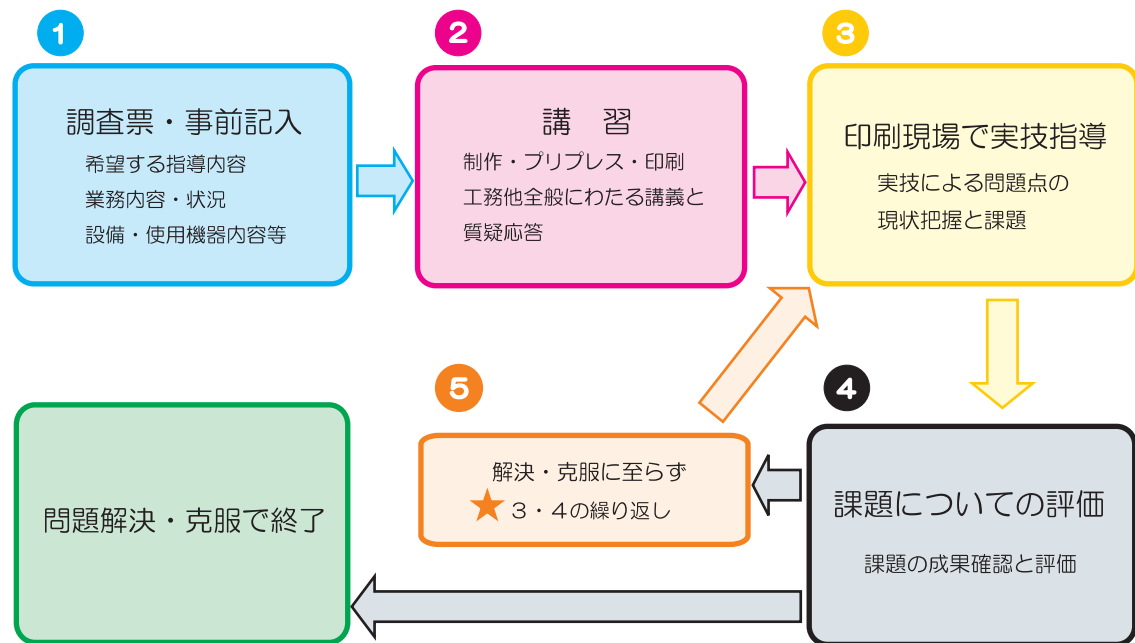 1
調査票・事前記入
希望する指導内容
業務内容・状況
設備・使用機器内容等
2
講　習
制作・プリプレス・印刷
工務他全般にわたる講義と
質疑応答
3
印刷現場で実技指導
実技による問題点の
現状把握と課題
4
課題についての評価
課題の成果確認と評価
5
解決・克服に至らず
★３・４の繰り返し
問題解決・克服で終了